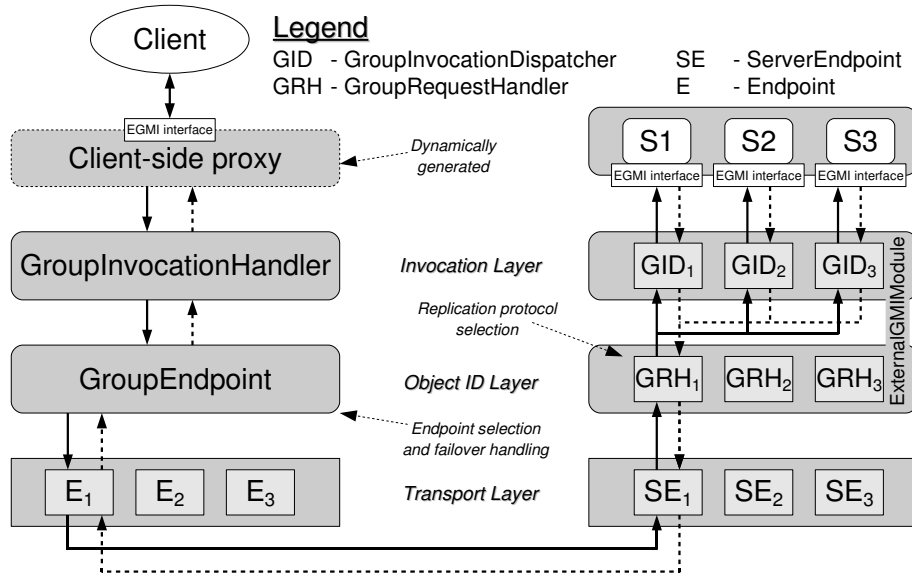 Client
Legend
GID - GroupInvocationDispatcher
GRH - GroupRequestHandler
SE - ServerEndpoint
E - Endpoint
EGMI interface
Client-side proxy
Dynamically
generated
S1 S2 S3
EGMI interface EGMI interface EGMI interface
GroupInvocationHandler
Invocation Layer
GID₁ GID₂ GID₃
ExternalGMIModule
Replication protocol
selection
GroupEndpoint
Object ID Layer
GRH₁ GRH₂ GRH₃
Endpoint selection
and failover handling
E₁ E₂ E₃
Transport Layer
SE₁ SE₂ SE₃